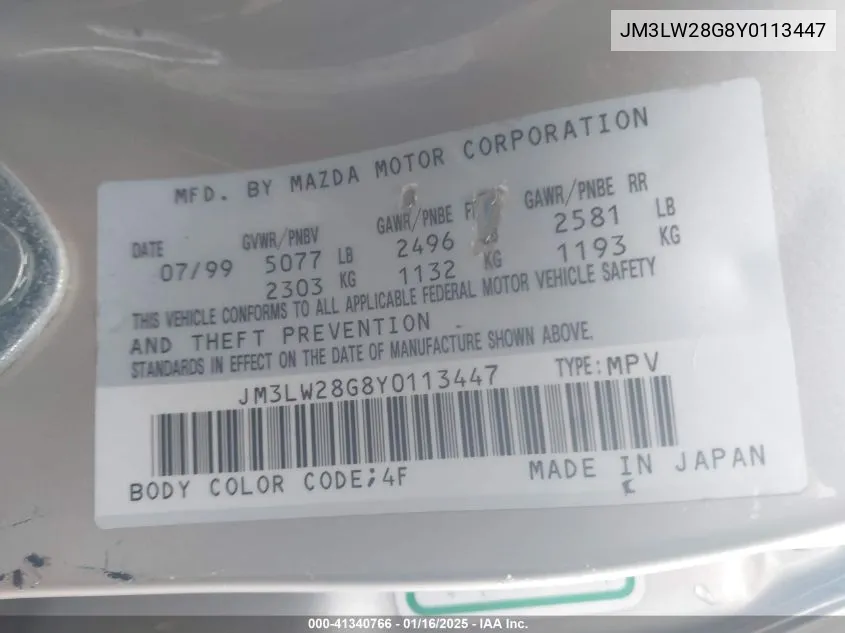 JM3LW28G8Y0113447
MFD. BY MAZDA MOTOR CORPORATION
DATE GVWR/PNBV GAWR/PNBE GAWR/PNBE RR
07/99 5077 LB 2496 2581 LB
2303 KG 1132 KG 1193 KG
THIS VEHICLE CONFORMS TO ALL APPLICABLE FEDERAL MOTOR VEHICLE SAFETY
AND THEFT PREVENTION
STANDARDS IN EFFECT ON THE DATE OF MANUFACTURE SHOWN ABOVE.
JM3LW28G8Y0113447 TYPE:MPV
BODY COLOR CODE;4F MADE IN JAPAN
000-41340766 - 01/16/2025 - IAA Inc.